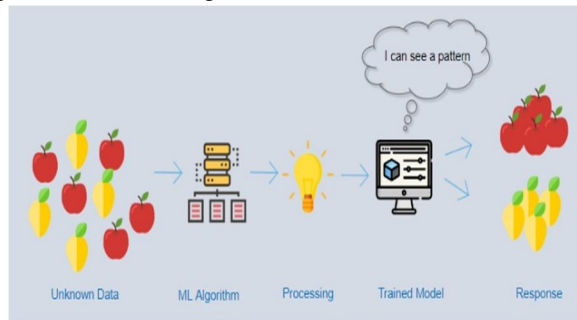 I can see a pattern
Unknown Data
ML Algorithm
Processing
Trained Model
Response